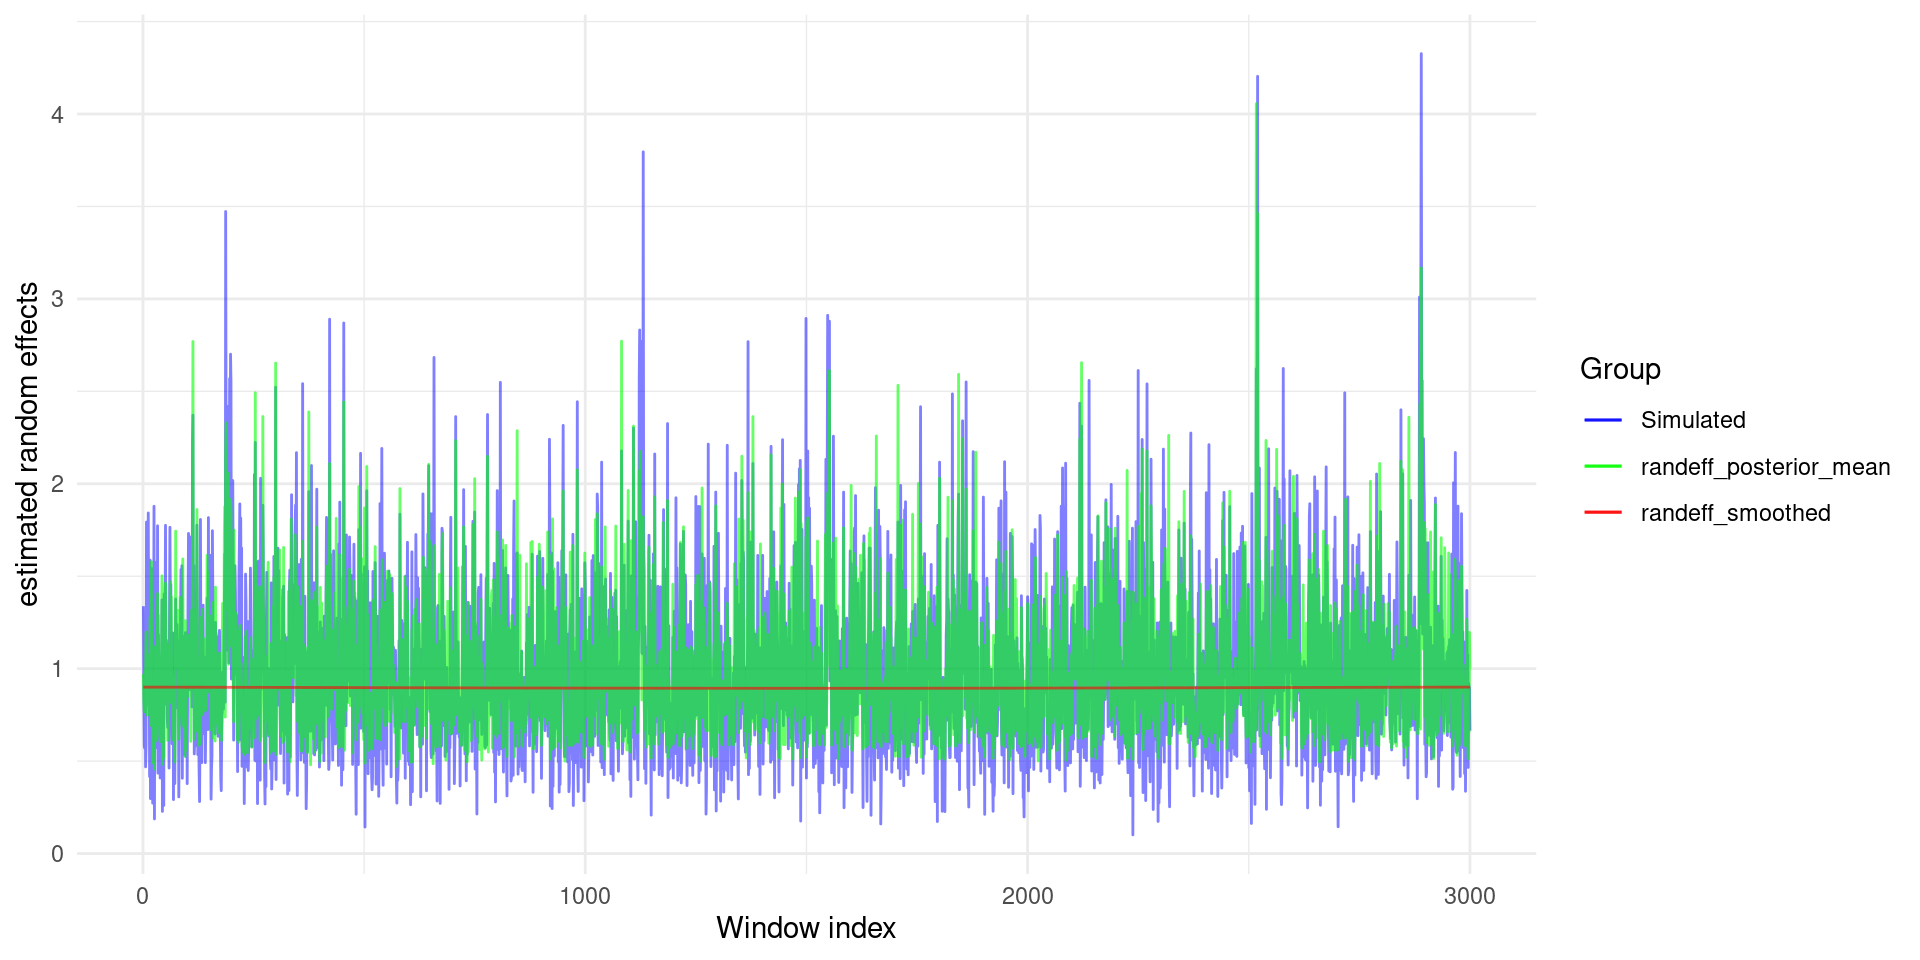 estimated random effects
4
3
2
1
0
0
1000
2000
3000
Window index
Group
Simulated
randeff_posterior_mean
randeff_smoothed